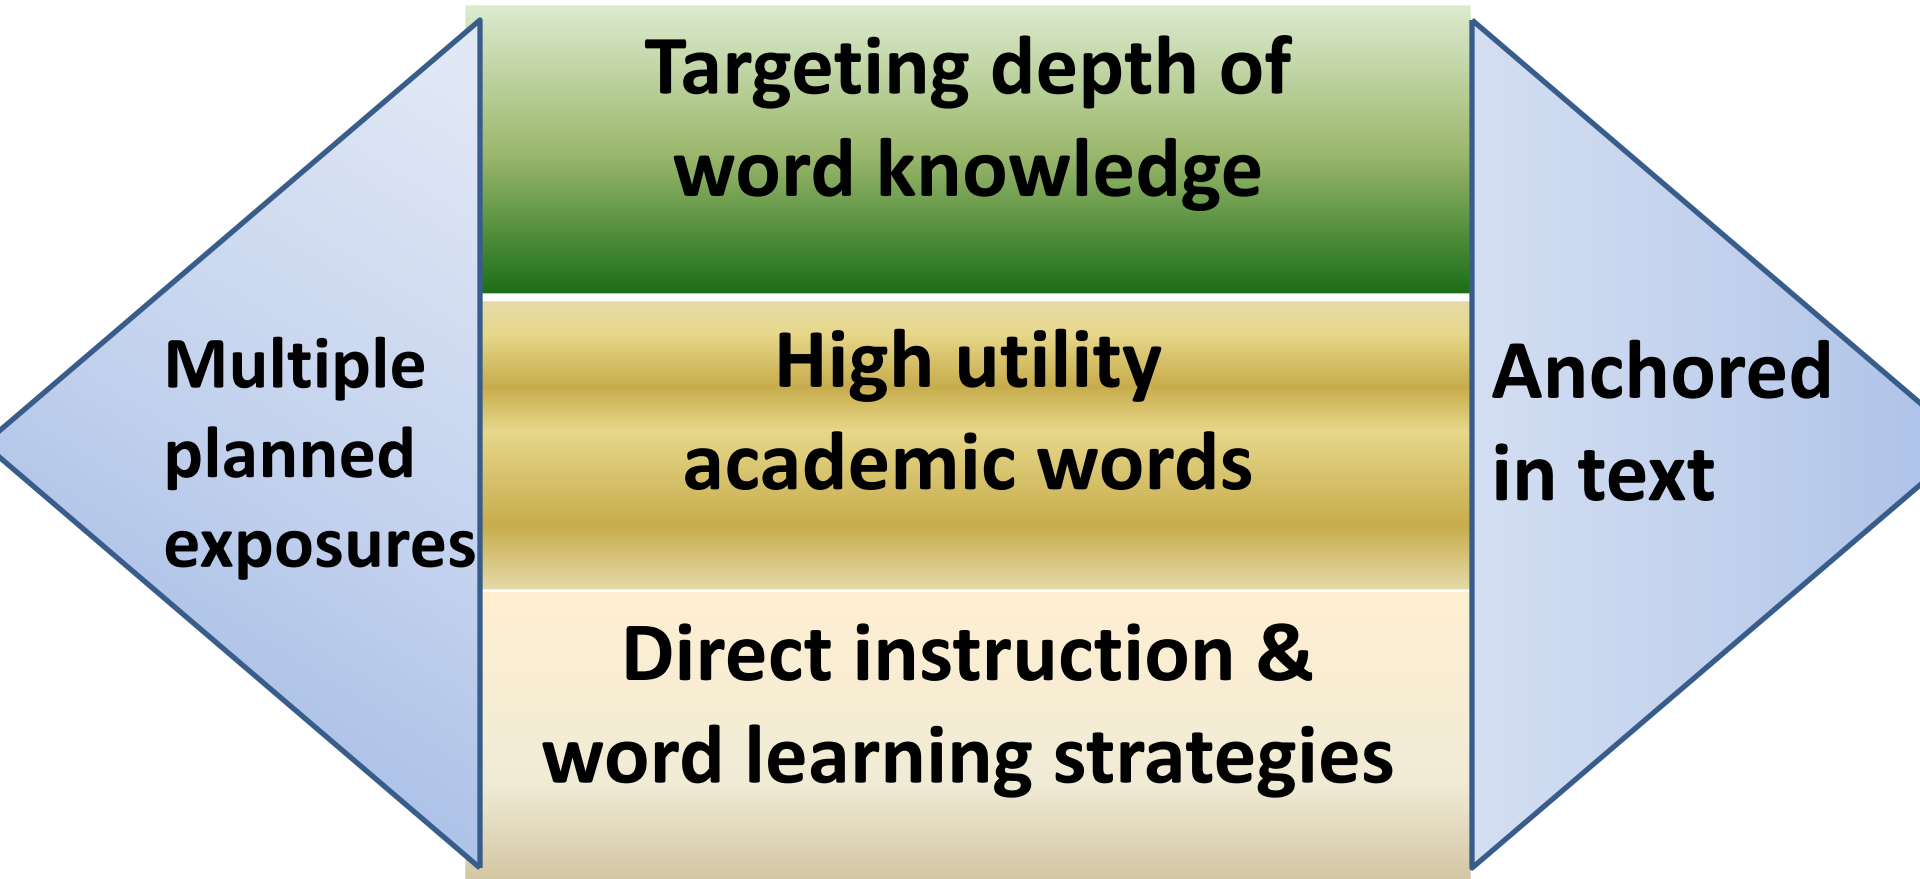 Targeting depth of
word knowledge
Multiple
planned
exposures
High utility
academic words
Anchored
in text
Direct instruction &
word learning strategies